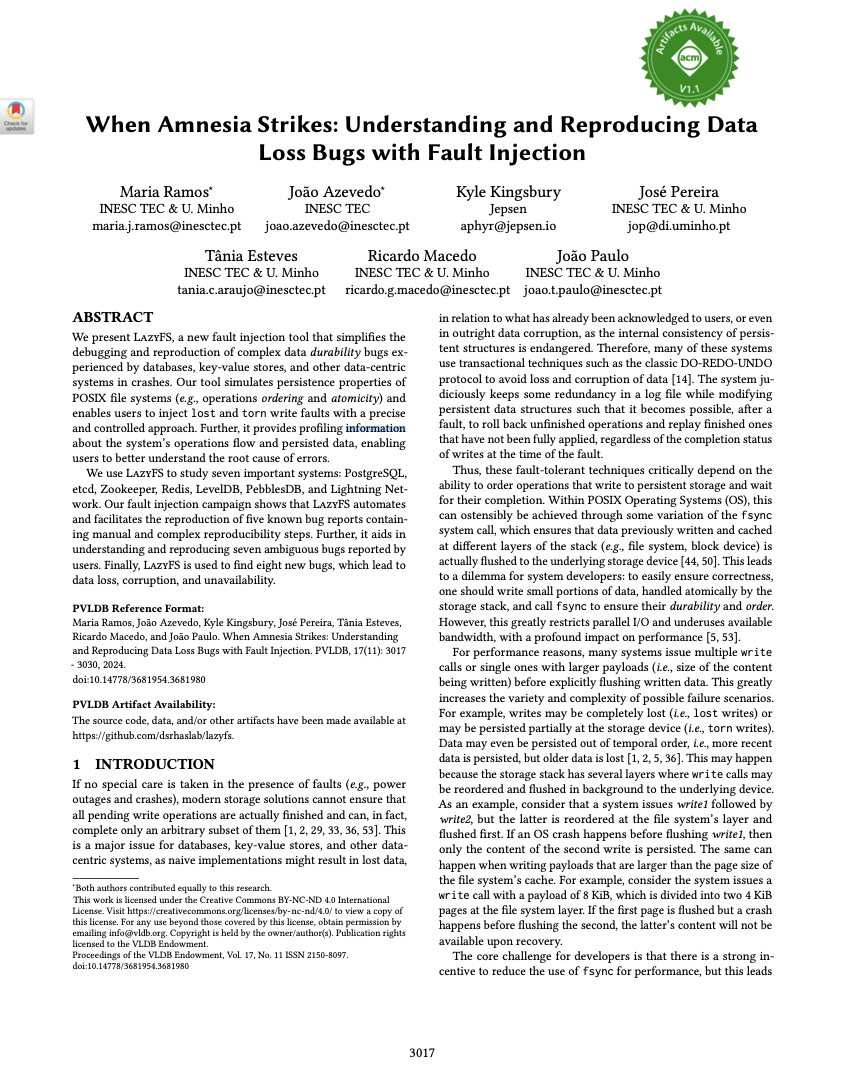 Artifacts Available
acm
V1.1
Check for
updates
When Amnesia Strikes: Understanding and Reproducing Data
Loss Bugs with Fault Injection
Maria Ramos*
INESC TEC & U. Minho
maria.j.ramos@inesctec.pt
João Azevedo*
INESC TEC
joao.azevedo@inesctec.pt
Kyle Kingsbury
Jepsen
aphyr@jepsen.io
José Pereira
INESC TEC & U. Minho
jop@di.uminho.pt
Tânia Esteves
INESC TEC & U. Minho
tania.c.araujo@inesctec.pt
Ricardo Macedo
INESC TEC & U. Minho
ricardo.g.macedo@inesctec.pt
João Paulo
INESC TEC & U. Minho
joao.t.paulo@inesctec.pt
ABSTRACT
We present LazyFS, a new fault injection tool that simplifies the
debugging and reproduction of complex data durability bugs ex-
perienced by databases, key-value stores, and other data-centric
systems in crashes. Our tool simulates persistence properties of
POSIX file systems (e.g., operations ordering and atomicity) and
enables users to inject lost and torn write faults with a precise
and controlled approach. Further, it provides profiling information
about the system's operations flow and persisted data, enabling
users to better understand the root cause of errors.
We use LazyFS to study seven important systems: PostgreSQL,
etcd, Zookeeper, Redis, LevelDB, PebblesDB, and Lightning Net-
work. Our fault injection campaign shows that LazyFS automates
and facilitates the reproduction of five known bug reports contain-
ing manual and complex reproducibility steps. Further, it aids in
understanding and reproducing seven ambiguous bugs reported by
users. Finally, LazyFS is used to find eight new bugs, which lead to
data loss, corruption, and unavailability.
PVLDB Reference Format:
Maria Ramos, João Azevedo, Kyle Kingsbury, José Pereira, Tânia Esteves,
Ricardo Macedo, and João Paulo. When Amnesia Strikes: Understanding
and Reproducing Data Loss Bugs with Fault Injection. PVLDB, 17(11): 3017
- 3030, 2024.
doi:10.14778/3681954.3681980
PVLDB Artifact Availability:
The source code, data, and/or other artifacts have been made available at
https://github.com/dsrhaslab/lazyfs.
1 INTRODUCTION
If no special care is taken in the presence of faults (e.g., power
outages and crashes), modern storage solutions cannot ensure that
all pending write operations are actually finished and can, in fact,
complete only an arbitrary subset of them [1, 2, 29, 33, 36, 53]. This
is a major issue for databases, key-value stores, and other data-
centric systems, as naive implementations might result in lost data,
*Both authors contributed equally to this research.
This work is licensed under the Creative Commons BY-NC-ND 4.0 International
License. Visit https://creativecommons.org/licenses/by-nc-nd/4.0/ to view a copy of
this license. For any use beyond those covered by this license, obtain permission by
emailing info@vldb.org. Copyright is held by the owner/author(s). Publication rights
licensed to the VLDB Endowment.
Proceedings of the VLDB Endowment, Vol. 17, No. 11 ISSN 2150-8097.
doi:10.14778/3681954.3681980
in relation to what has already been acknowledged to users, or even
in outright data corruption, as the internal consistency of persis-
tent structures is endangered. Therefore, many of these systems
use transactional techniques such as the classic DO-REDO-UNDO
protocol to avoid loss and corruption of data [14]. The system ju-
diciously keeps some redundancy in a log file while modifying
persistent data structures such that it becomes possible, after a
fault, to roll back unfinished operations and replay finished ones
that have not been fully applied, regardless of the completion status
of writes at the time of the fault.
Thus, these fault-tolerant techniques critically depend on the
ability to order operations that write to persistent storage and wait
for their completion. Within POSIX Operating Systems (OS), this
can ostensibly be achieved through some variation of the fsync
system call, which ensures that data previously written and cached
at different layers of the stack (e.g., file system, block device) is
actually flushed to the underlying storage device [44, 50]. This leads
to a dilemma for system developers: to easily ensure correctness,
one should write small portions of data, handled atomically by the
storage stack, and call fsync to ensure their durability and order.
However, this greatly restricts parallel I/O and underuses available
bandwidth, with a profound impact on performance [5, 53].
For performance reasons, many systems issue multiple write
calls or single ones with larger payloads (i.e., size of the content
being written) before explicitly flushing written data. This greatly
increases the variety and complexity of possible failure scenarios.
For example, writes may be completely lost (i.e., lost writes) or
may be persisted partially at the storage device (i.e., torn writes).
Data may even be persisted out of temporal order, i.e., more recent
data is persisted, but older data is lost [1, 2, 5, 36]. This may happen
because the storage stack has several layers where write calls may
be reordered and flushed in background to the underlying device.
As an example, consider that a system issues write1 followed by
write2, but the latter is reordered at the file system's layer and
flushed first. If an OS crash happens before flushing write1, then
only the content of the second write is persisted. The same can
happen when writing payloads that are larger than the page size of
the file system's cache. For example, consider the system issues a
write call with a payload of 8 KiB, which is divided into two 4 KiB
pages at the file system layer. If the first page is flushed but a crash
happens before flushing the second, the latter's content will not be
available upon recovery.
The core challenge for developers is that there is a strong in-
centive to reduce the use of fsync for performance, but this leads
3017